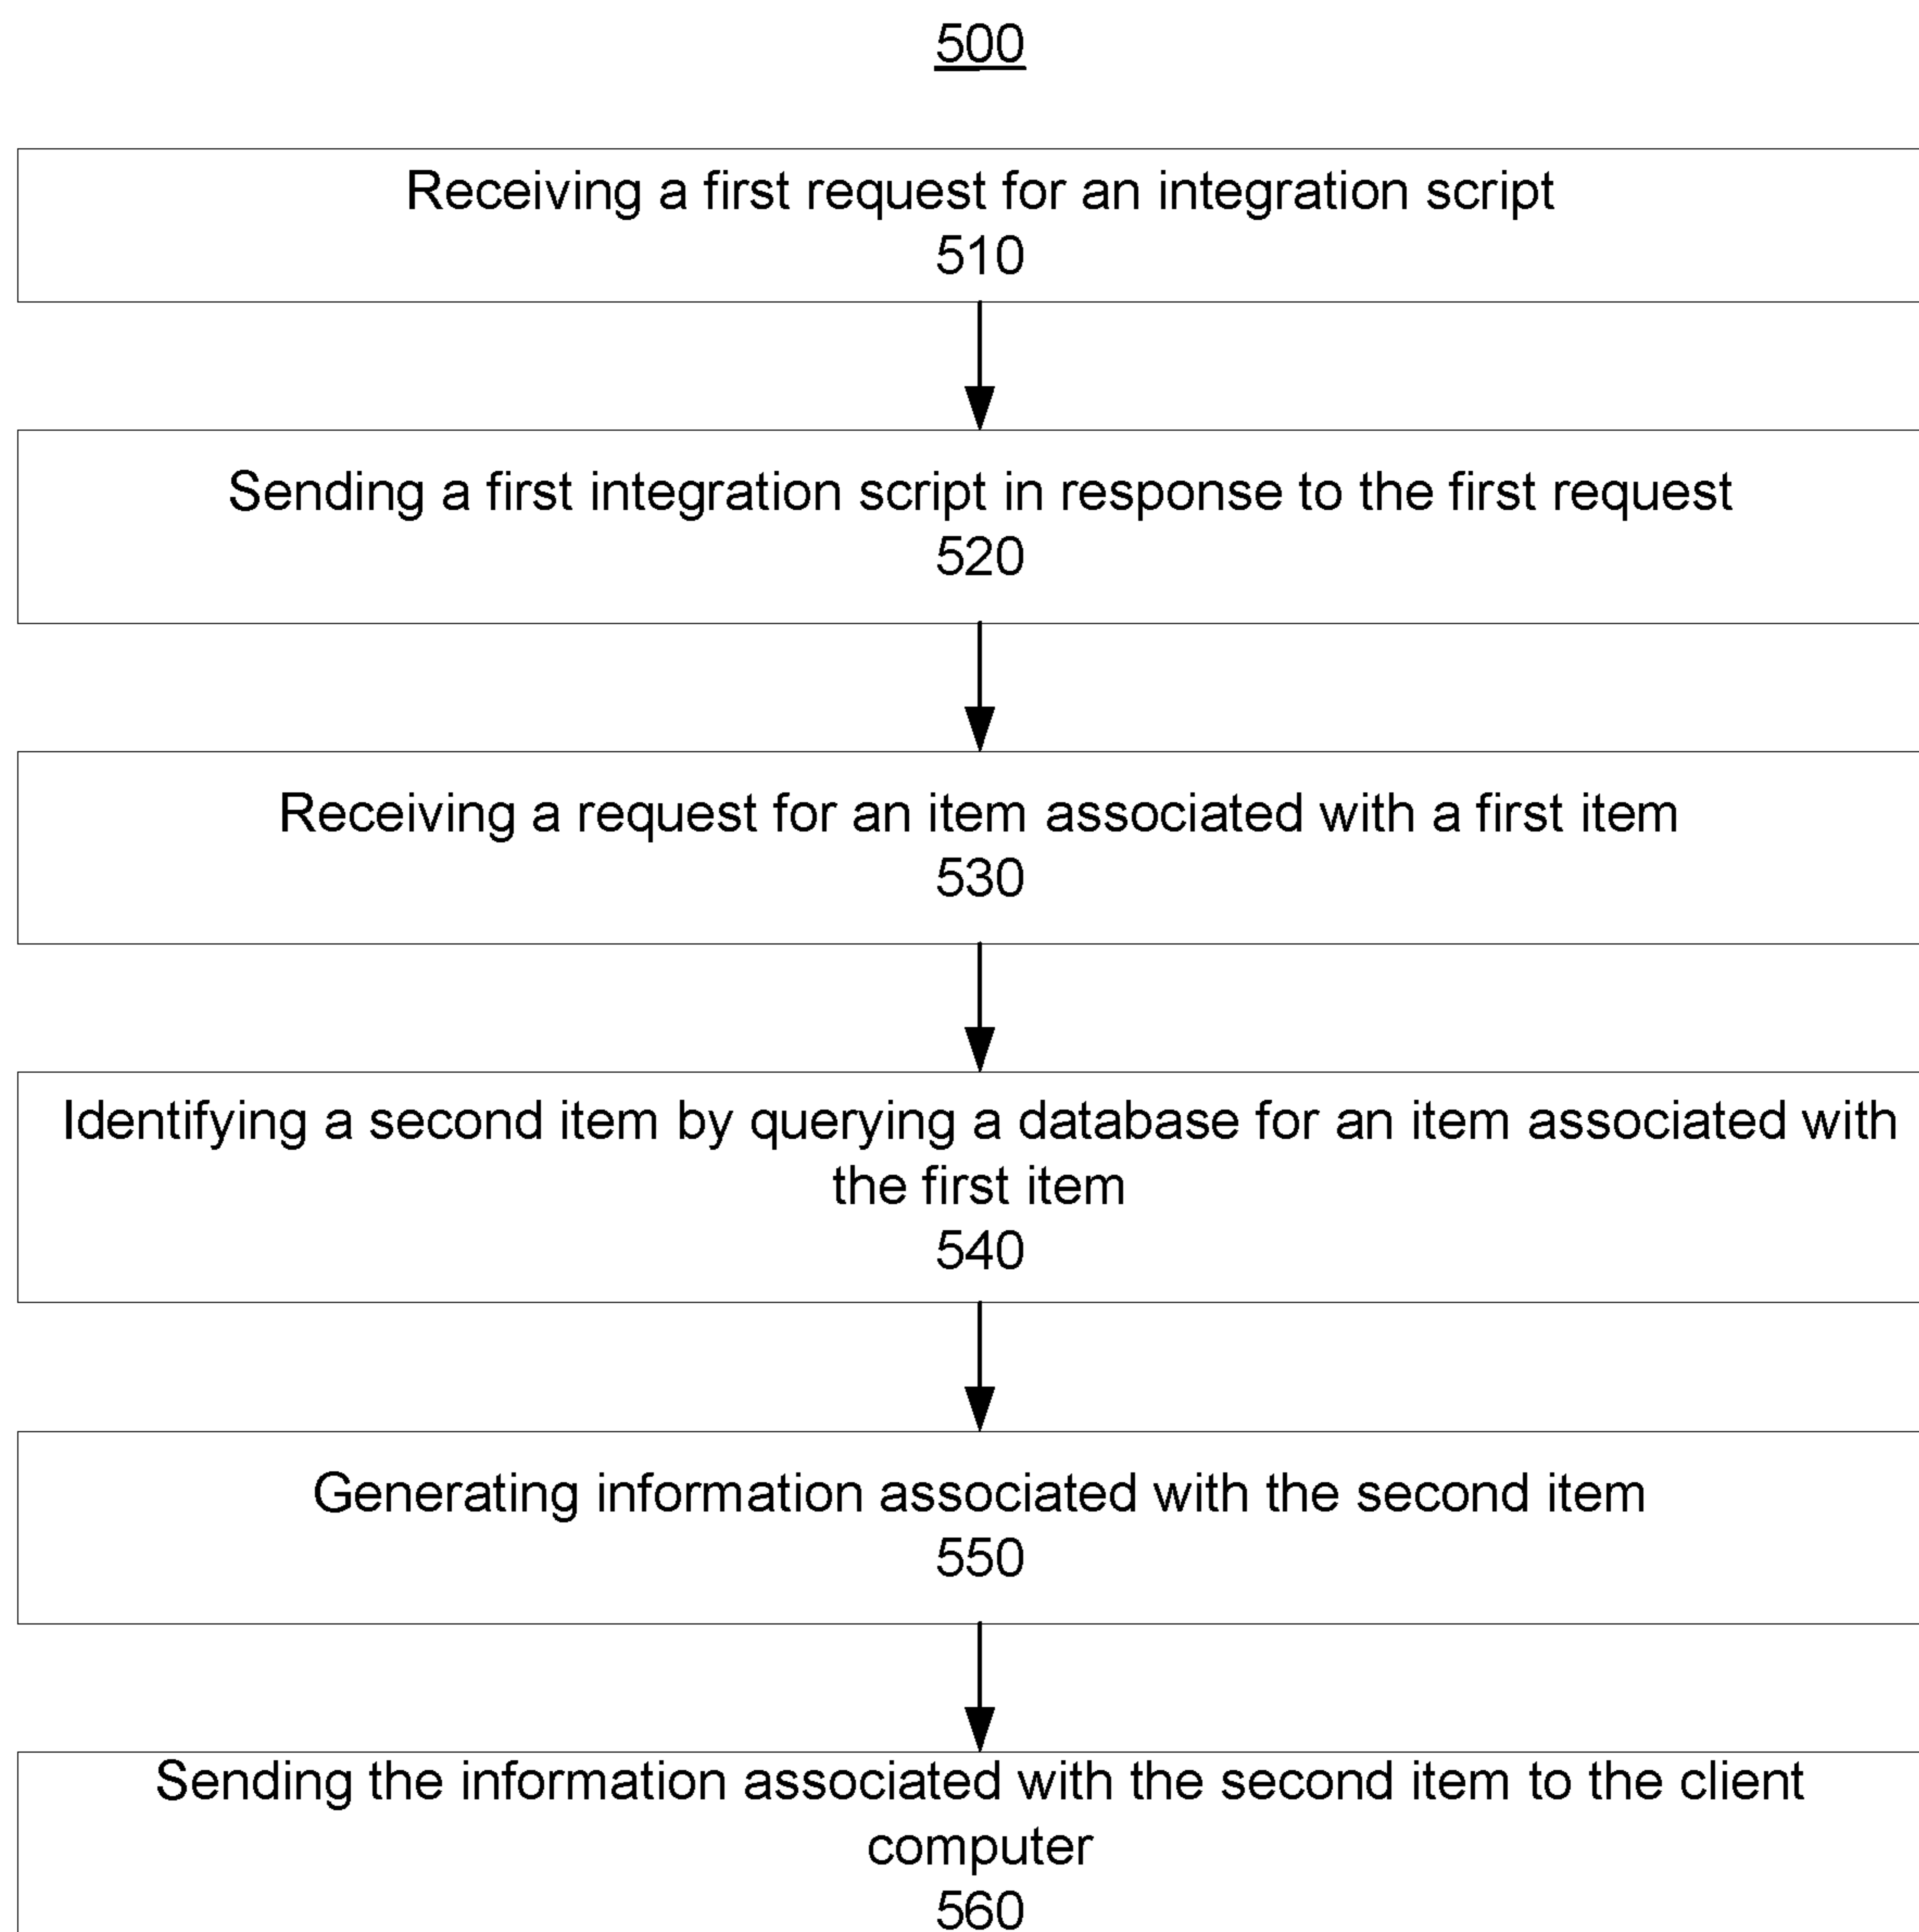 500
Receiving a first request for an integration script
510
Sending a first integration script in response to the first request
520
Receiving a request for an item associated with a first item
530
Identifying a second item by querying a database for an item associated with
the first item
540
Generating information associated with the second item
550
Sending the information associated with the second item to the client
computer
560